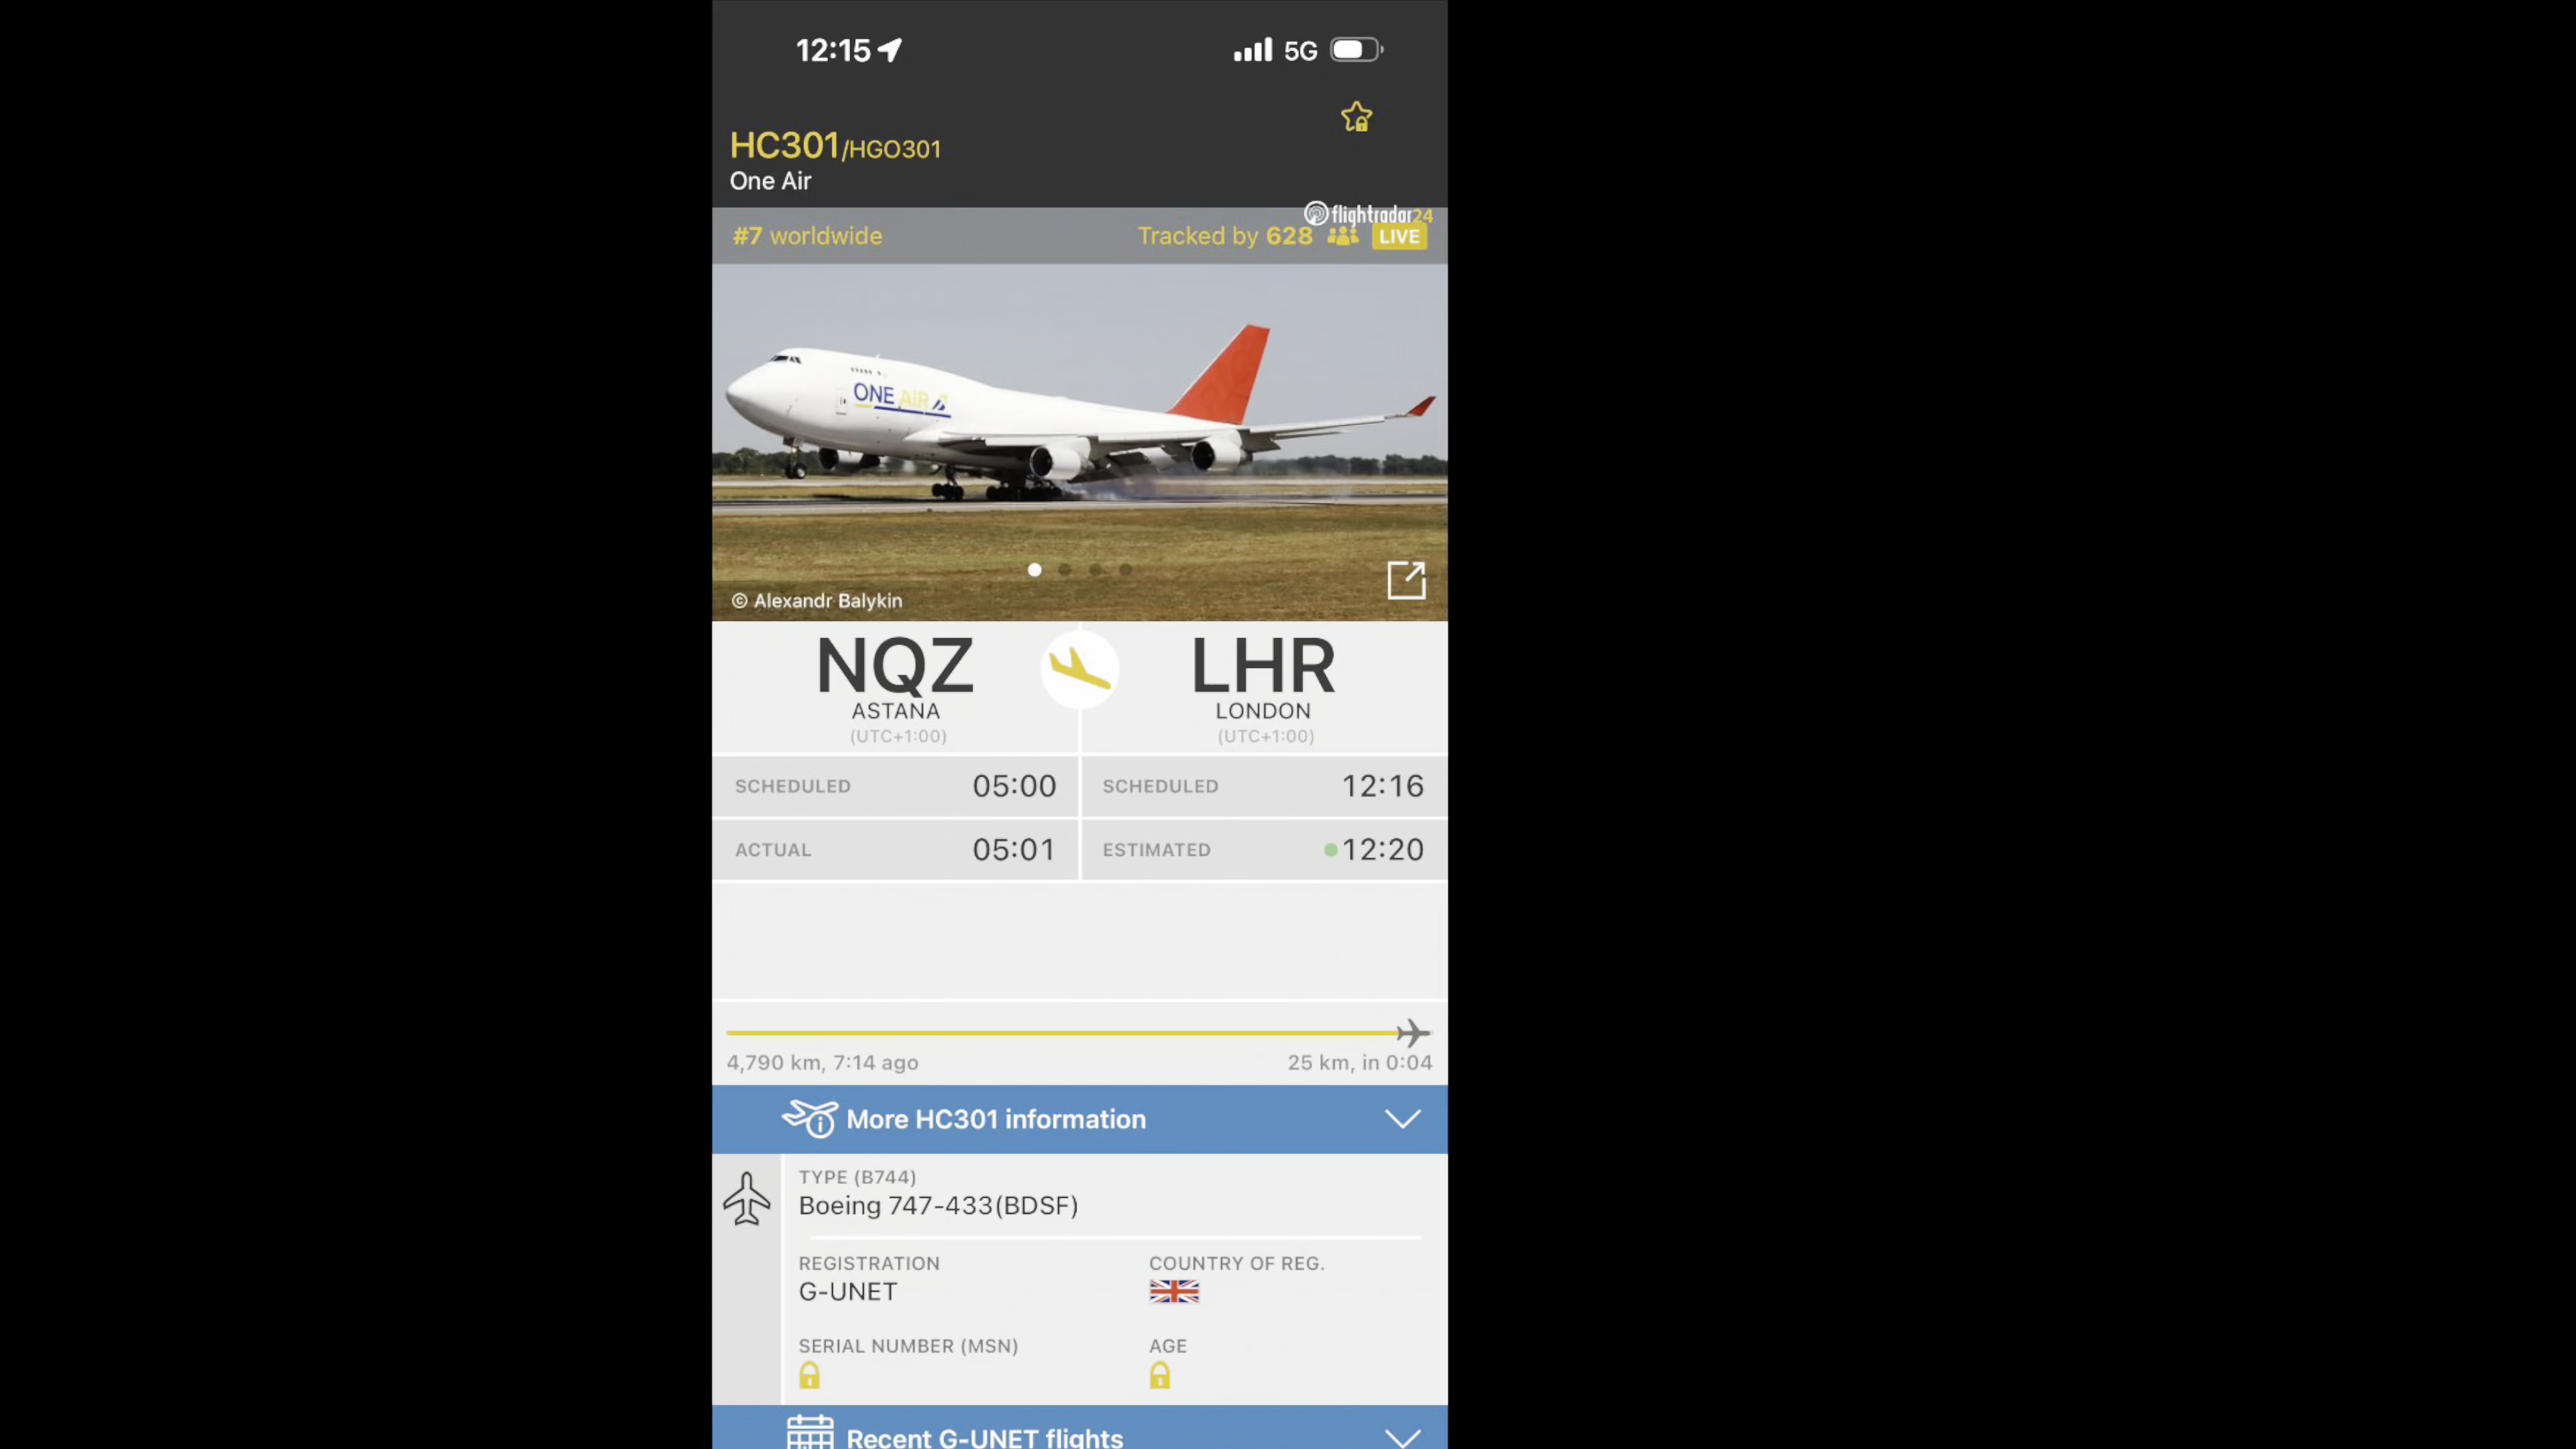 12:15
5G
HC301/HGO301
One Air
flightradar24
#7 worldwide
Tracked by 628
LIVE
ONE AIR
© Alexandr Balykin
NQZ
LHR
ASTANA
LONDON
(UTC+1:00)
(UTC+1:00)
SCHEDULED 05:00
SCHEDULED 12:16
ACTUAL 05:01
ESTIMATED 12:20
4,790 km, 7:14 ago
25 km, in 0:04
More HC301 information
TYPE (B744)
Boeing 747-433(BDSF)
REGISTRATION
COUNTRY OF REG.
G-UNET
SERIAL NUMBER (MSN)
AGE
Recent G-UNET flights